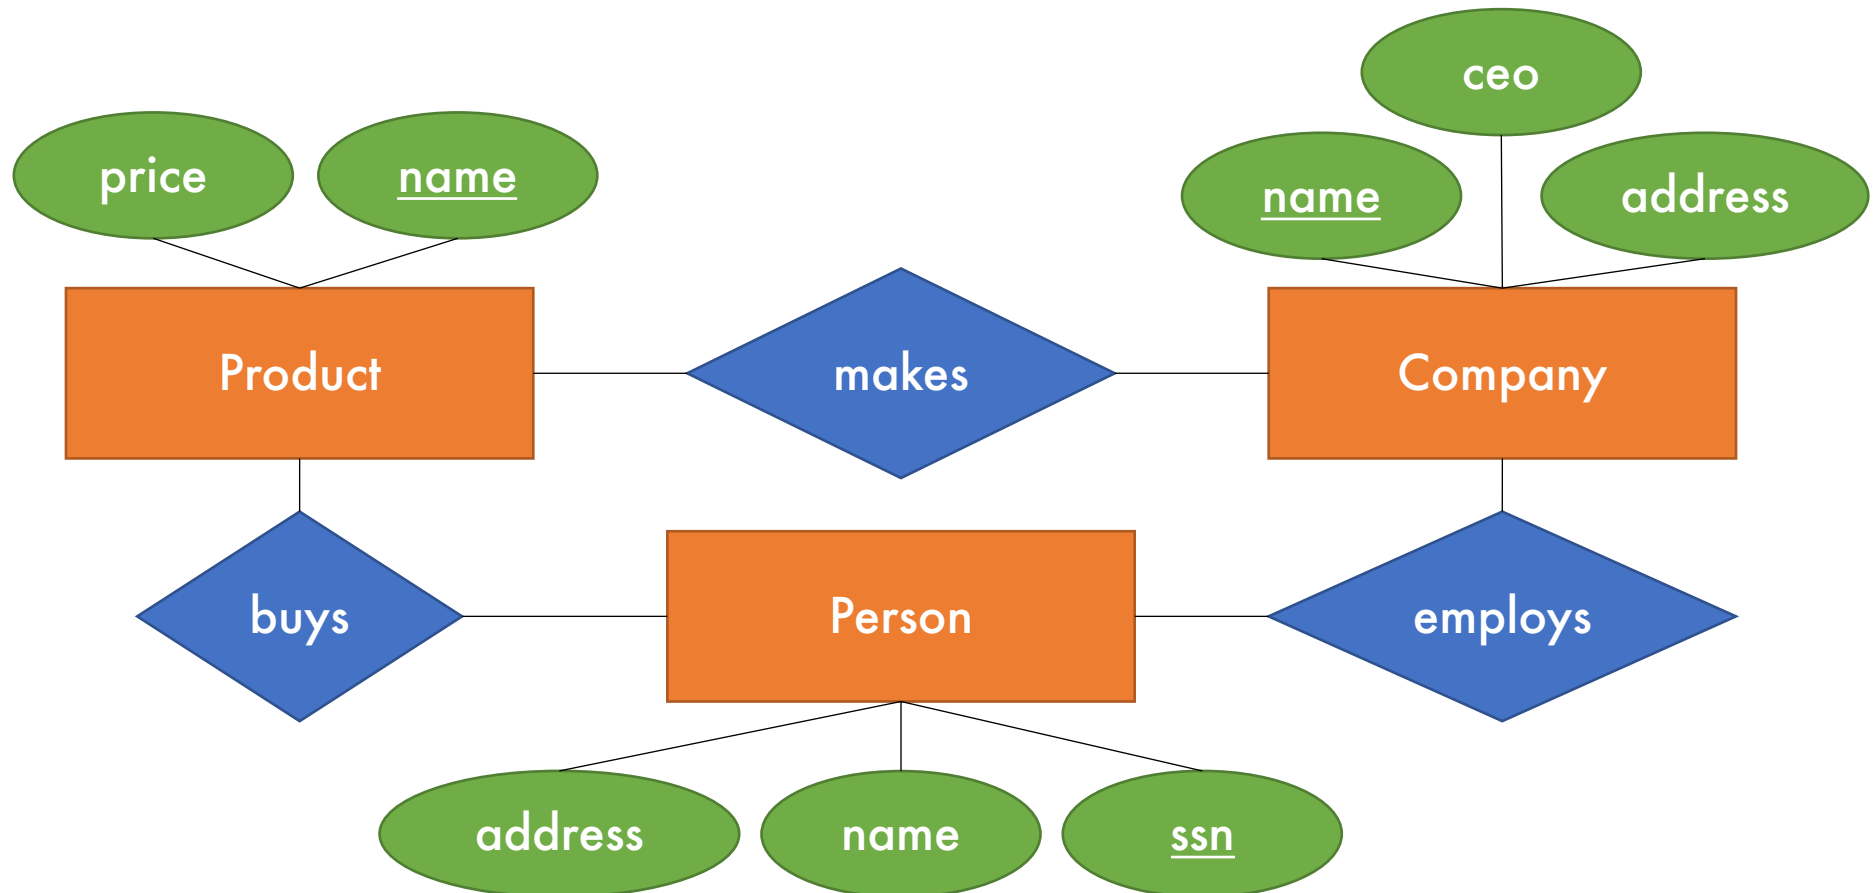 ceo
price
name
name
address
Product
makes
Company
buys
Person
employs
address
name
ssn